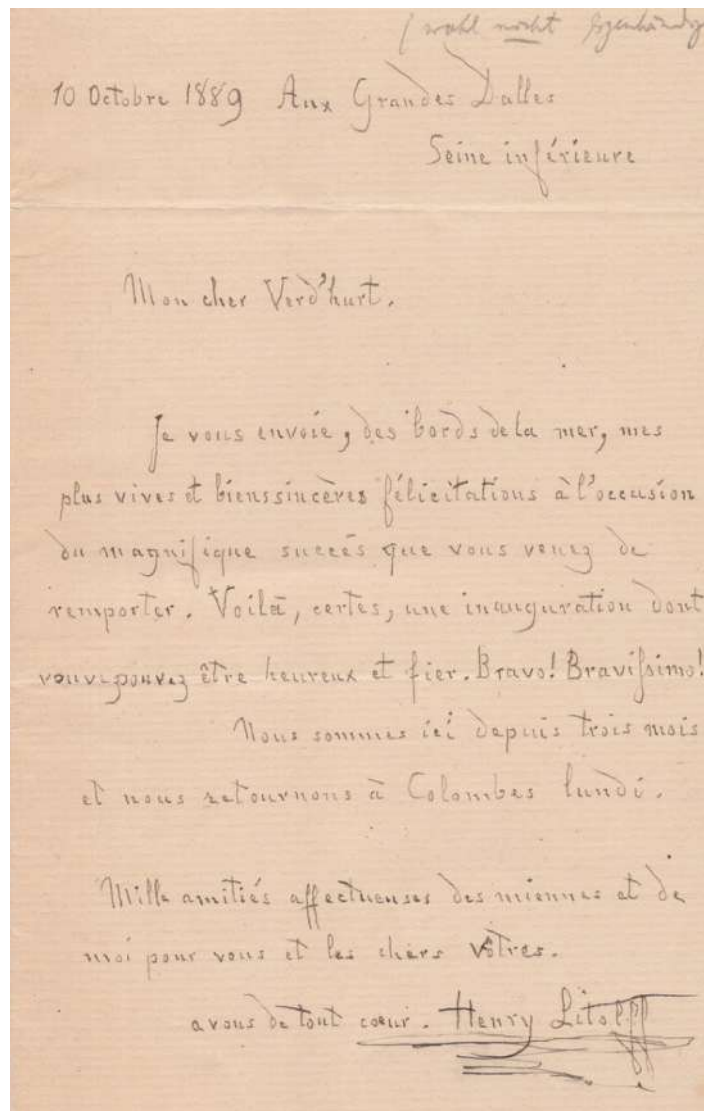 (wohl nicht Eigenhändig
10 Octobre 1889 Aux Grandes Dalles
Seine inférieure
Mon cher Verd'hurt.
Je vous envoie, des bords de la mer, mes
plus vives et bienssincères félicitations à l'occasion
du magnifique succés que vous venez de
remporter. Voilà, certes, une inauguration dont
vous pouvez être heureux et fier. Bravo! Bravißimo!
Nous sommes ici depuis trois mois
et nous retournons à Colombes lundi.
Mille amitiés affectueuses des miennes et de
moi pour vous et les chers vôtres.
a vous de tout cœur. Henry Litolff